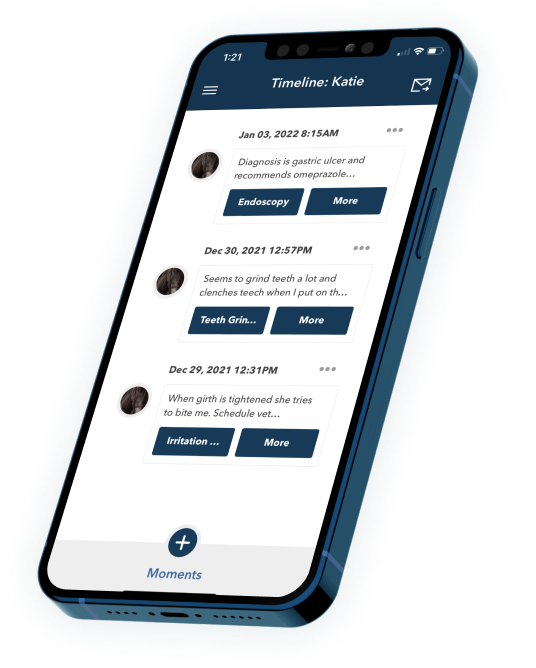 1:21
Timeline: Katie
Jan 03, 2022 8:15AM
Diagnosis is gastric ulcer and
recommends omeprazole...
Endoscopy
More
Dec 30, 2021 12:57PM
Seems to grind teeth a lot and
clenches teech when I put on th...
Teeth Grin...
More
Dec 29, 2021 12:31PM
When girth is tightened she tries
to bite me. Schedule vet...
Irritation ...
More
Moments